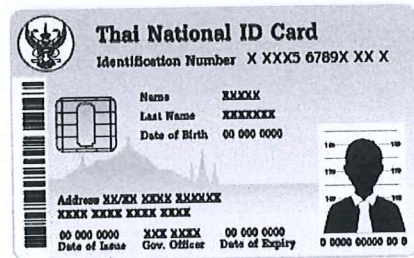 Thai National ID Card
Identification Number X XXX5 6789X XX X
Name XXXXX
Last Name XXXXXXX
Date of Birth 00 000 0000
Address XX/XX XXXX XXXXXX
XXXX XXXX XXXX XXXX
00 000 0000 XXX XXXX 00 000 0000
Date of Issue Gov. Officer Date of Expiry
0 0000 00000 00 0